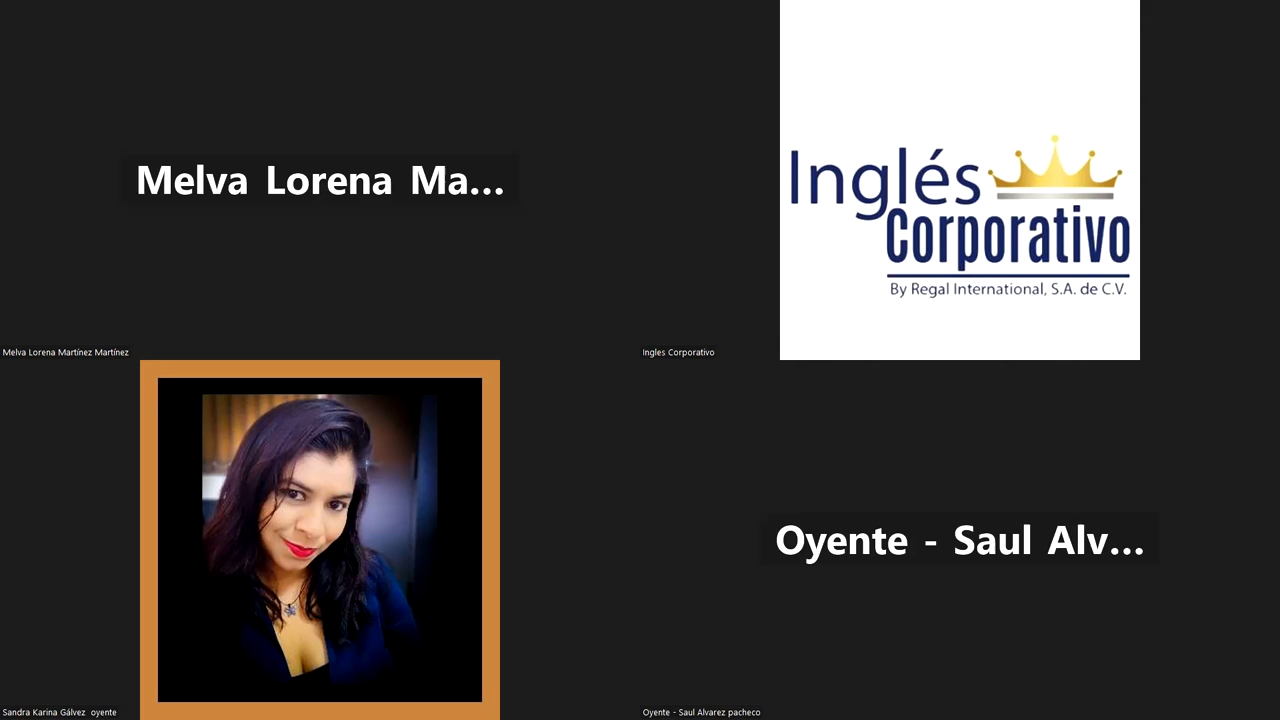 Melva Lorena Ma...
Melva Lorena Martínez Martínez
Inglés
Corporativo
By Regal International, S.A. de C.V.
Ingles Corporativo
Sandra Karina Gálvez oyente
Oyente - Saul Alv...
Oyente - Saul Alvarez pacheco